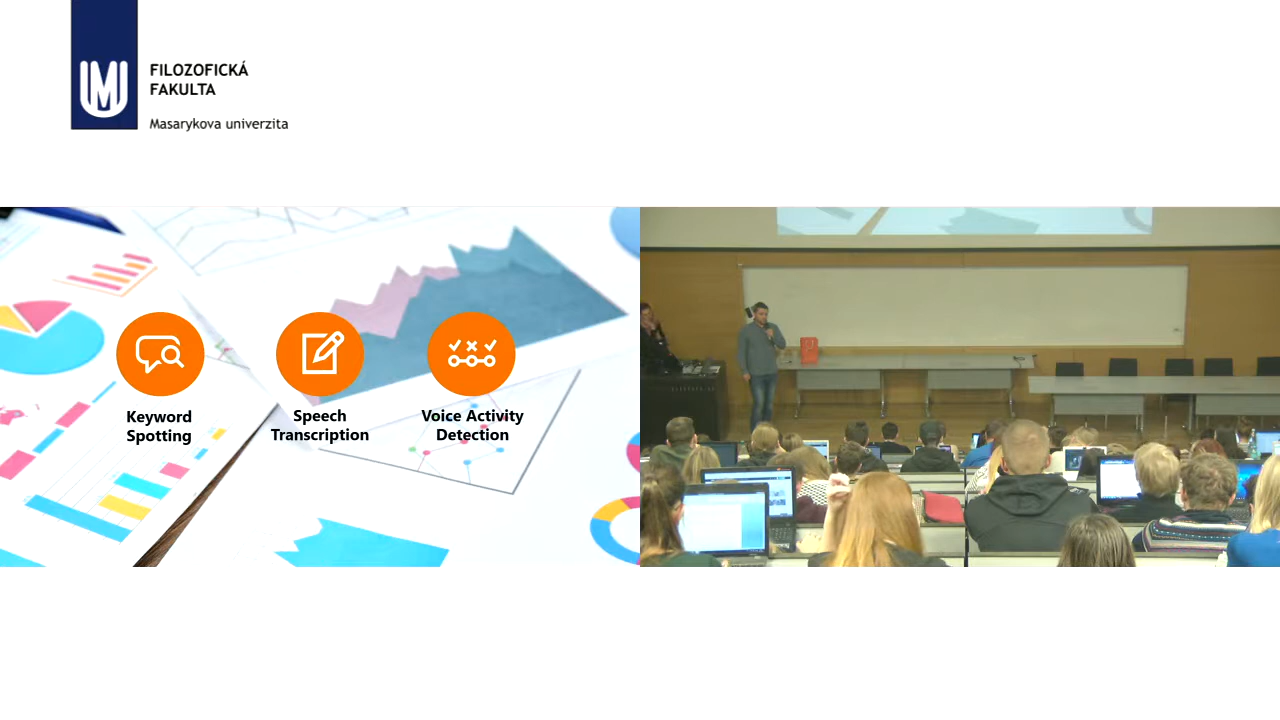 FILOZOFICKÁ
FAKULTA
Masarykova univerzita
Keyword
Spotting
Speech
Transcription
Voice Activity
Detection